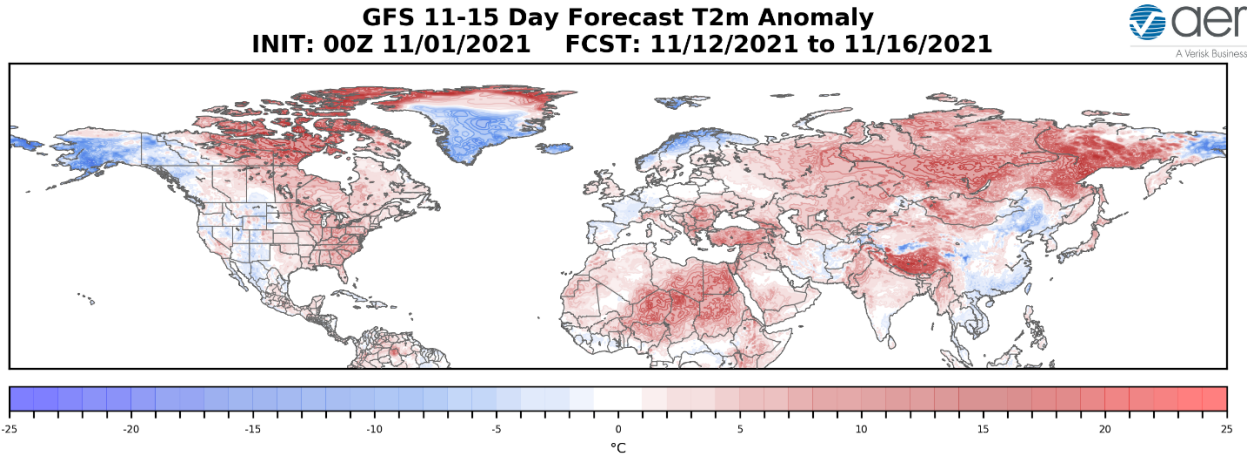 GFS 11-15 Day Forecast T2m Anomaly
INIT: 00Z 11/01/2021 FCST: 11/12/2021 to 11/16/2021
aer
A Verisk Business
-25 -20 -15 -10 -5 0 5 10 15 20 25
°C